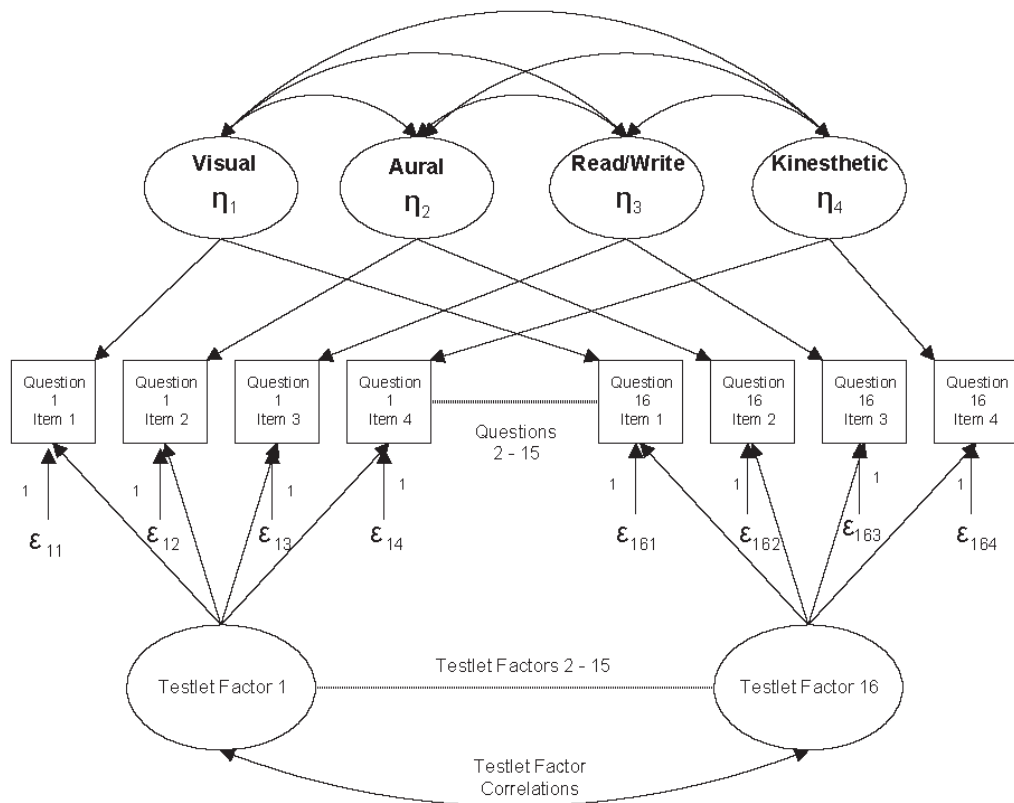 Visual
η1
Aural
η2
Read/Write
η3
Kinesthetic
η4
Question
1
Item 1
Question
1
Item 2
Question
1
Item 3
Question
1
Item 4
Question
16
Item 1
Question
16
Item 2
Question
16
Item 3
Question
16
Item 4
Questions
2 - 15
1
1
1
1
1
1
1
1
ε11
ε12
ε13
ε14
ε161
ε162
ε163
ε164
Testlet Factor 1
Testlet Factors 2 - 15
Testlet Factor 16
Testlet Factor
Correlations